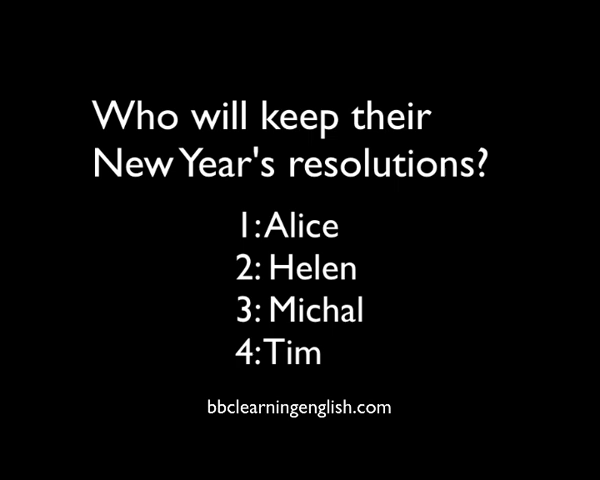 Who will keep their
New Year's resolutions?
1: Alice
2: Helen
3: Michal
4: Tim
bbclearningenglish.com